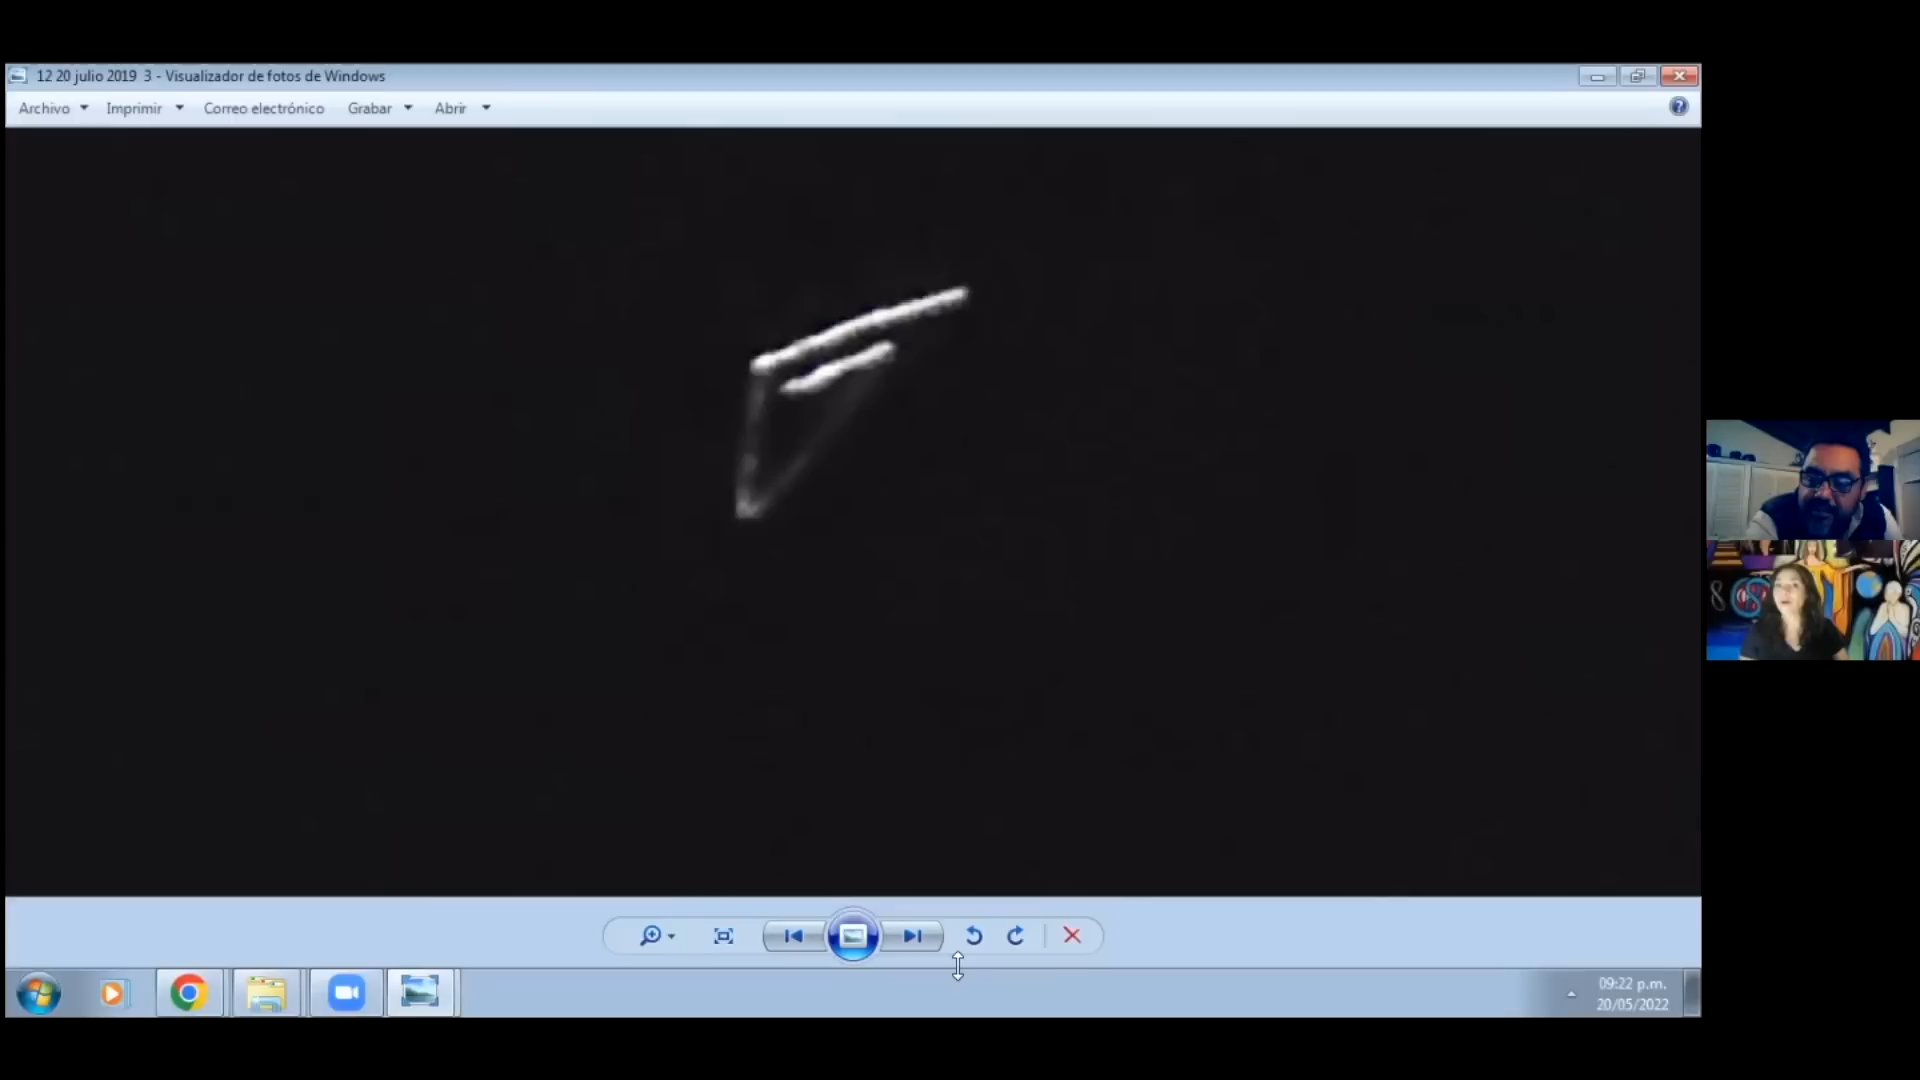 12 20 julio 2019 3 - Visualizador de fotos de Windows
Archivo Imprimir Correo electrónico Grabar Abrir
8
09:22 p.m.
20/05/2022